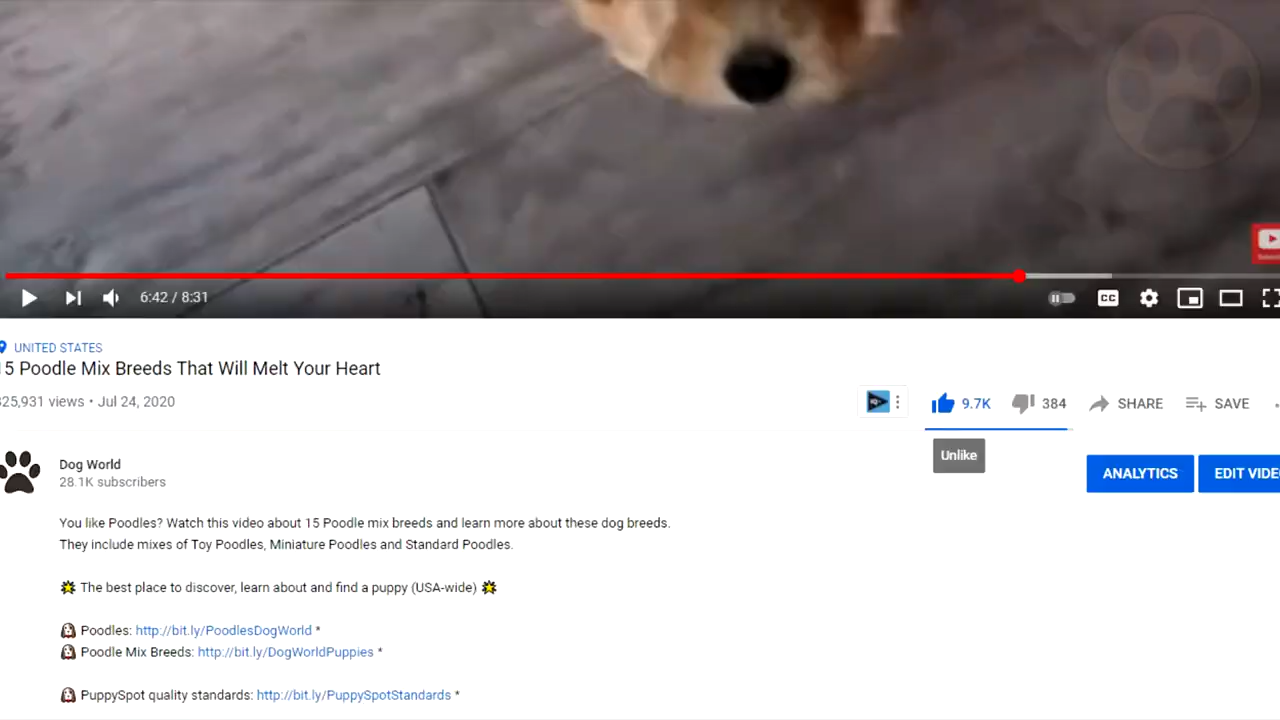 6:42 / 8:31
CC
UNITED STATES
5 Poodle Mix Breeds That Will Melt Your Heart
25,931 views • Jul 24, 2020
9.7K
384
SHARE
SAVE
Unlike
Dog World
28.1K subscribers
ANALYTICS
EDIT VIDE
You like Poodles? Watch this video about 15 Poodle mix breeds and learn more about these dog breeds.
They include mixes of Toy Poodles, Miniature Poodles and Standard Poodles.
The best place to discover, learn about and find a puppy (USA-wide)
Poodles: http://bit.ly/PoodlesDogWorld *
Poodle Mix Breeds: http://bit.ly/DogWorldPuppies *
PuppySpot quality standards: http://bit.ly/PuppySpotStandards *